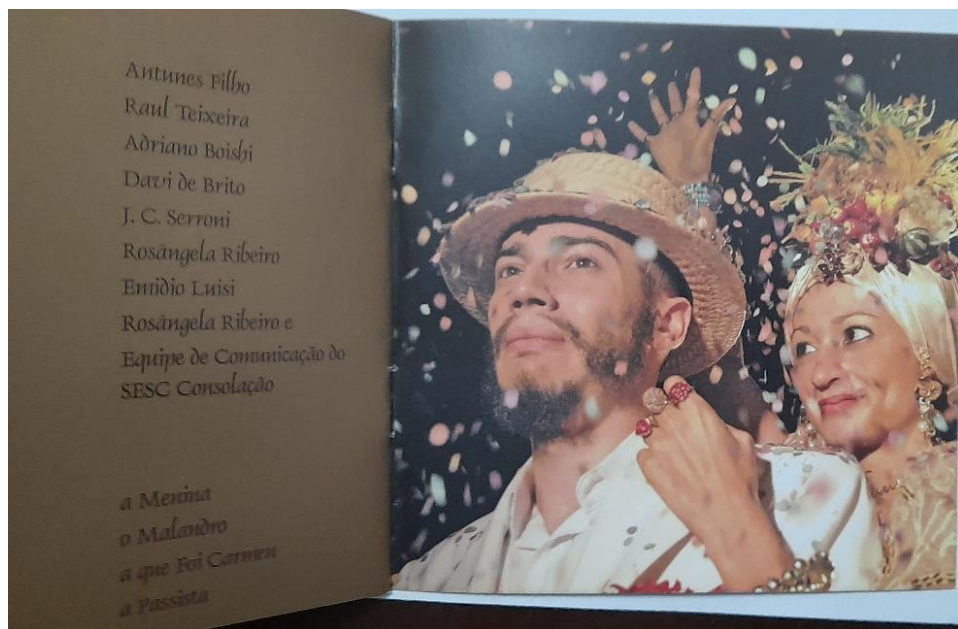 Antunes Filho
Raul Teixeira
Adriano Boishi
Davi de Brito
J. C. Serroni
Rosângela Ribeiro
Emidio Luisi
Rosângela Ribeiro e
Equipe de Comunicação do
SESC Consolação
a Menina
o Malandro
a que Foi Carmen
a Passista